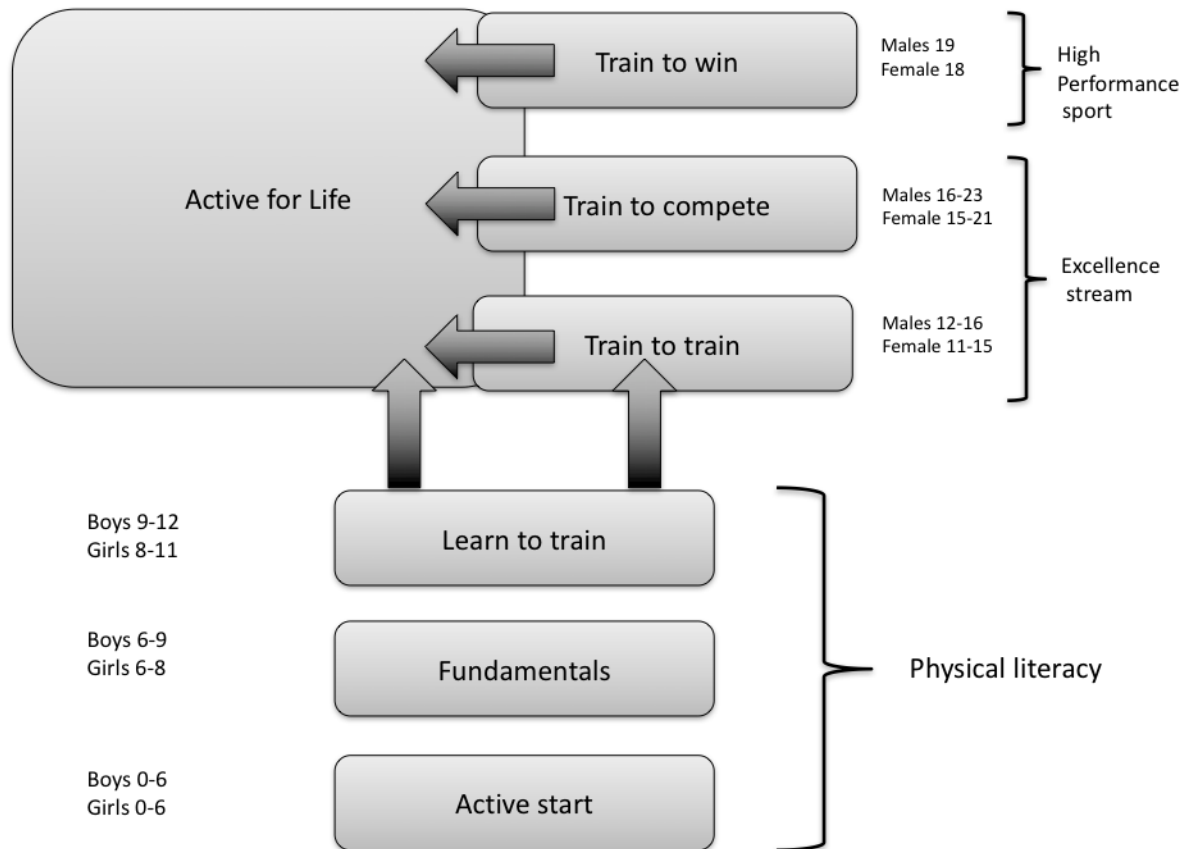 Train to win
Males 19
Female 18
High
Performance
sport
Active for Life
Train to compete
Males 16-23
Female 15-21
Excellence
stream
Train to train
Males 12-16
Female 11-15
Boys 9-12
Girls 8-11
Learn to train
Boys 6-9
Girls 6-8
Fundamentals
Physical literacy
Boys 0-6
Girls 0-6
Active start